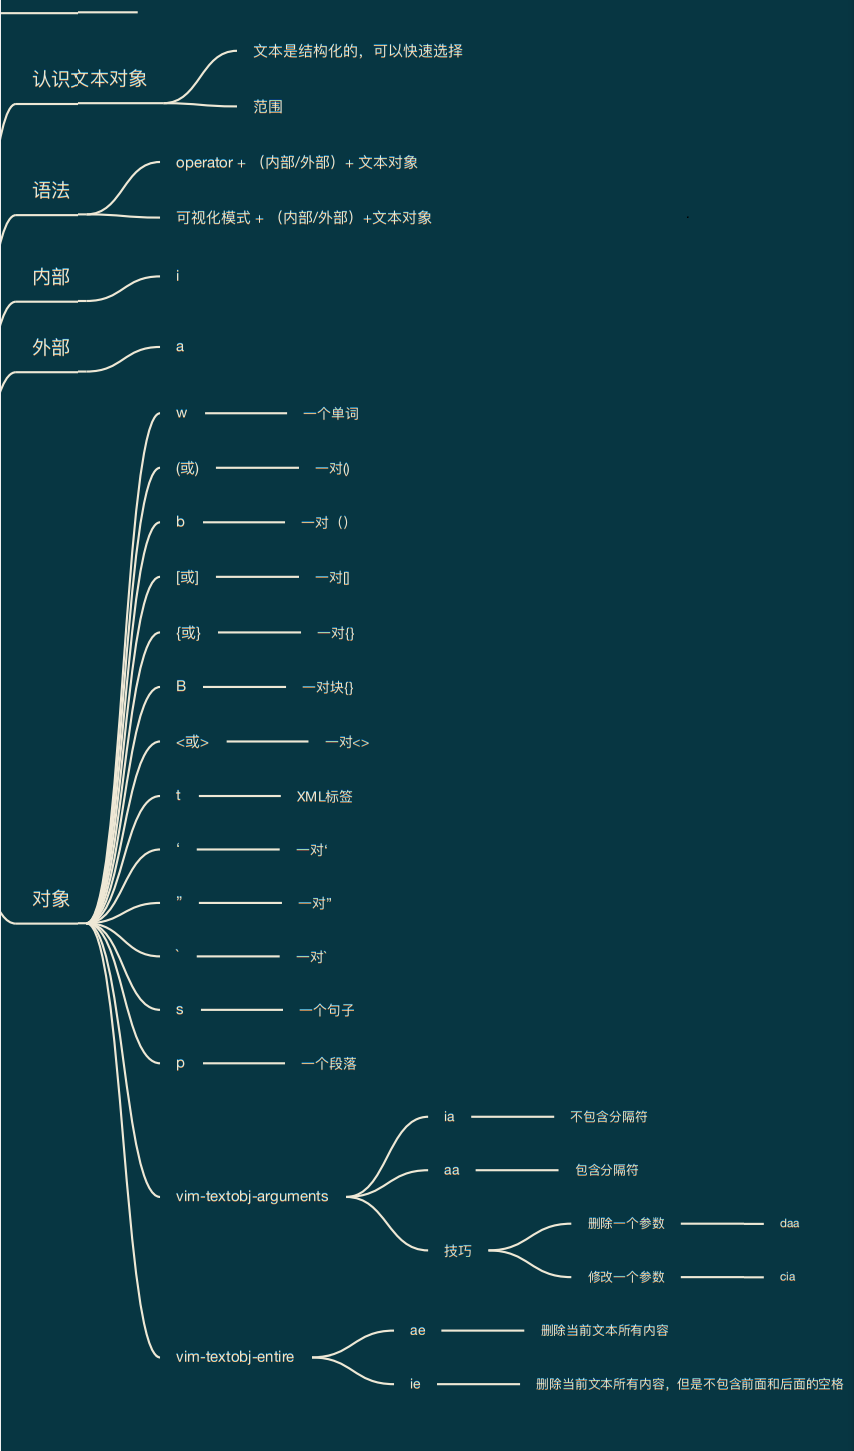 认识文本对象
文本是结构化的，可以快速选择
范围
语法
operator + （内部/外部）+ 文本对象
可视化模式 + （内部/外部）+文本对象
内部
i
外部
a
对象
w 一个单词
(或) 一对()
b 一对（）
[或] 一对[]
{或} 一对{}
B 一对块{}
<或> 一对<>
t XML标签
‘ 一对‘
” 一对”
` 一对`
s 一个句子
p 一个段落
vim-textobj-arguments
ia 不包含分隔符
aa 包含分隔符
技巧
删除一个参数 daa
修改一个参数 cia
vim-textobj-entire
ae 删除当前文本所有内容
ie 删除当前文本所有内容，但是不包含前面和后面的空格